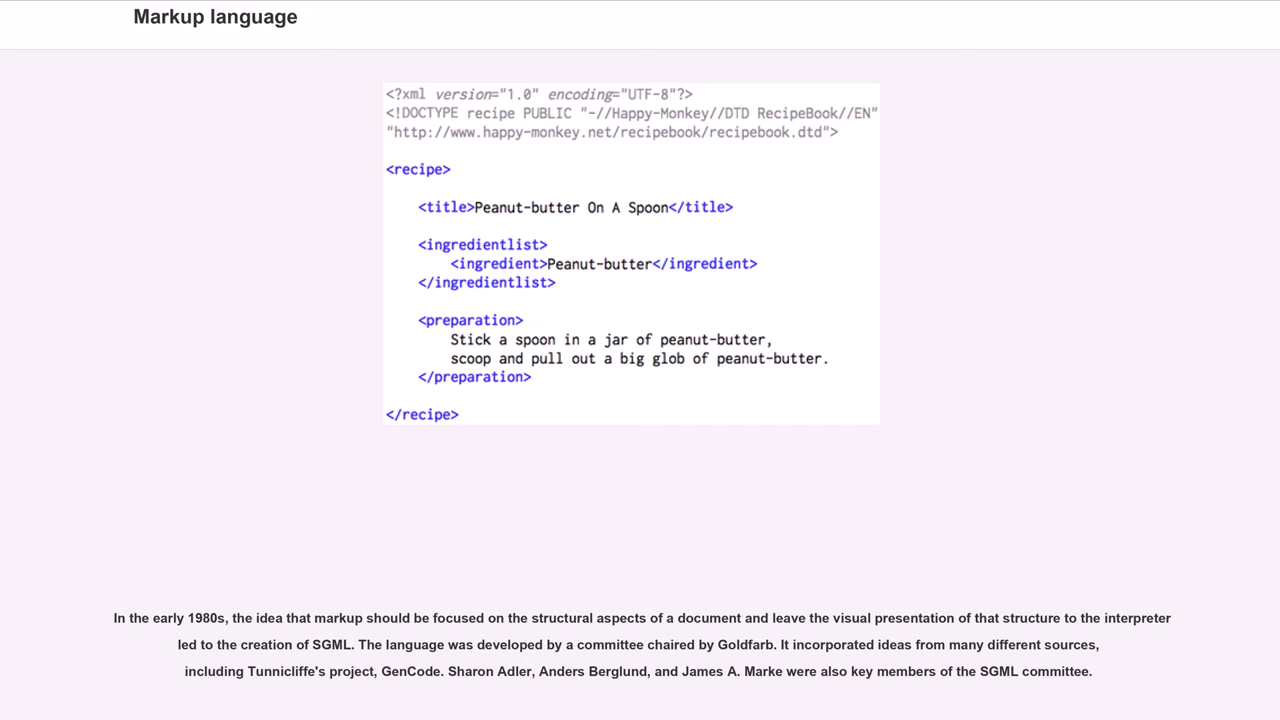 Markup language
<?xml version="1.0" encoding="UTF-8"?>
<!DOCTYPE recipe PUBLIC "-//Happy-Monkey//DTD RecipeBook//EN"
"http://www.happy-monkey.net/recipebook/recipebook.dtd">
<recipe>
<title>Peanut-butter On A Spoon</title>
<ingredientlist>
<ingredient>Peanut-butter</ingredient>
</ingredientlist>
<preparation>
Stick a spoon in a jar of peanut-butter,
scoop and pull out a big glob of peanut-butter.
</preparation>
</recipe>
In the early 1980s, the idea that markup should be focused on the structural aspects of a document and leave the visual presentation of that structure to the interpreter
led to the creation of SGML. The language was developed by a committee chaired by Goldfarb. It incorporated ideas from many different sources,
including Tunnicliffe's project, GenCode. Sharon Adler, Anders Berglund, and James A. Marke were also key members of the SGML committee.